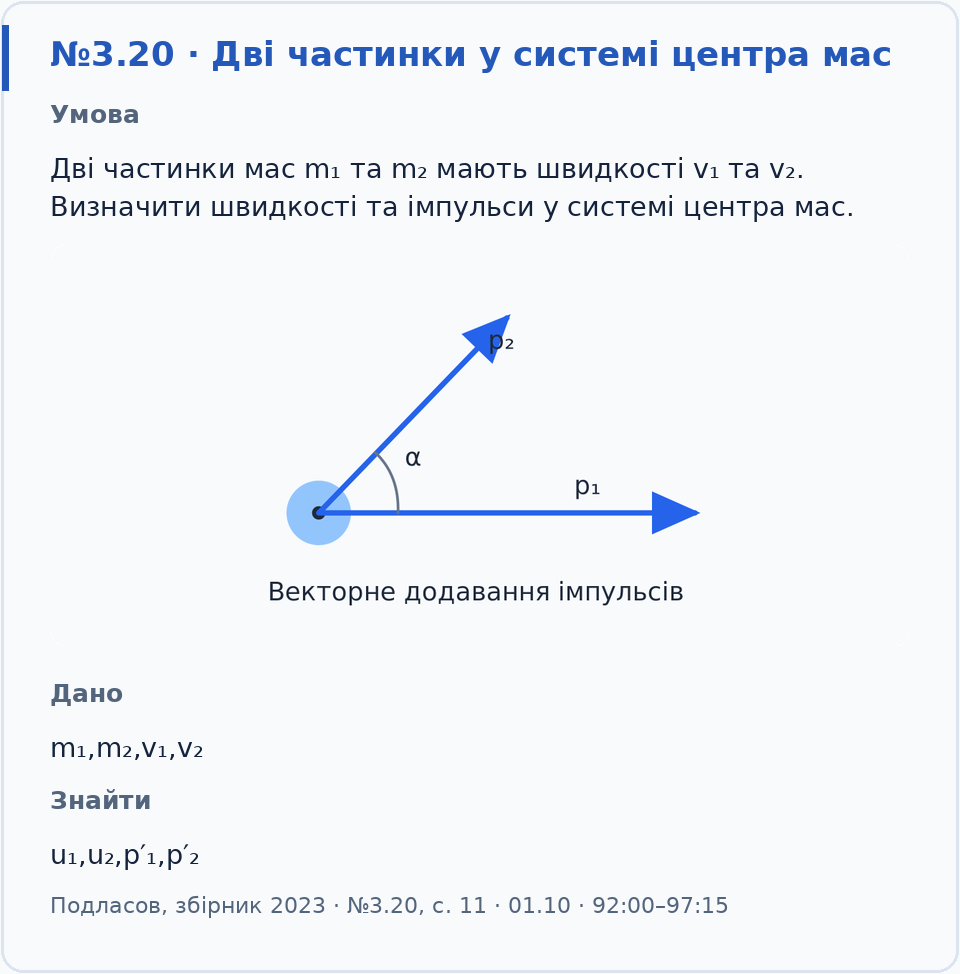 №3.20 · Дві частинки у системі центра мас
Умова
Дві частинки мас m₁ та m₂ мають швидкості v₁ та v₂.
Визначити швидкості та імпульси у системі центра мас.
p₂
α
p₁
Векторне додавання імпульсів
Дано
m₁,m₂,v₁,v₂
Знайти
u₁,u₂,p′₁,p′₂
Подласов, збірник 2023 · №3.20, с. 11 · 01.10 · 92:00–97:15